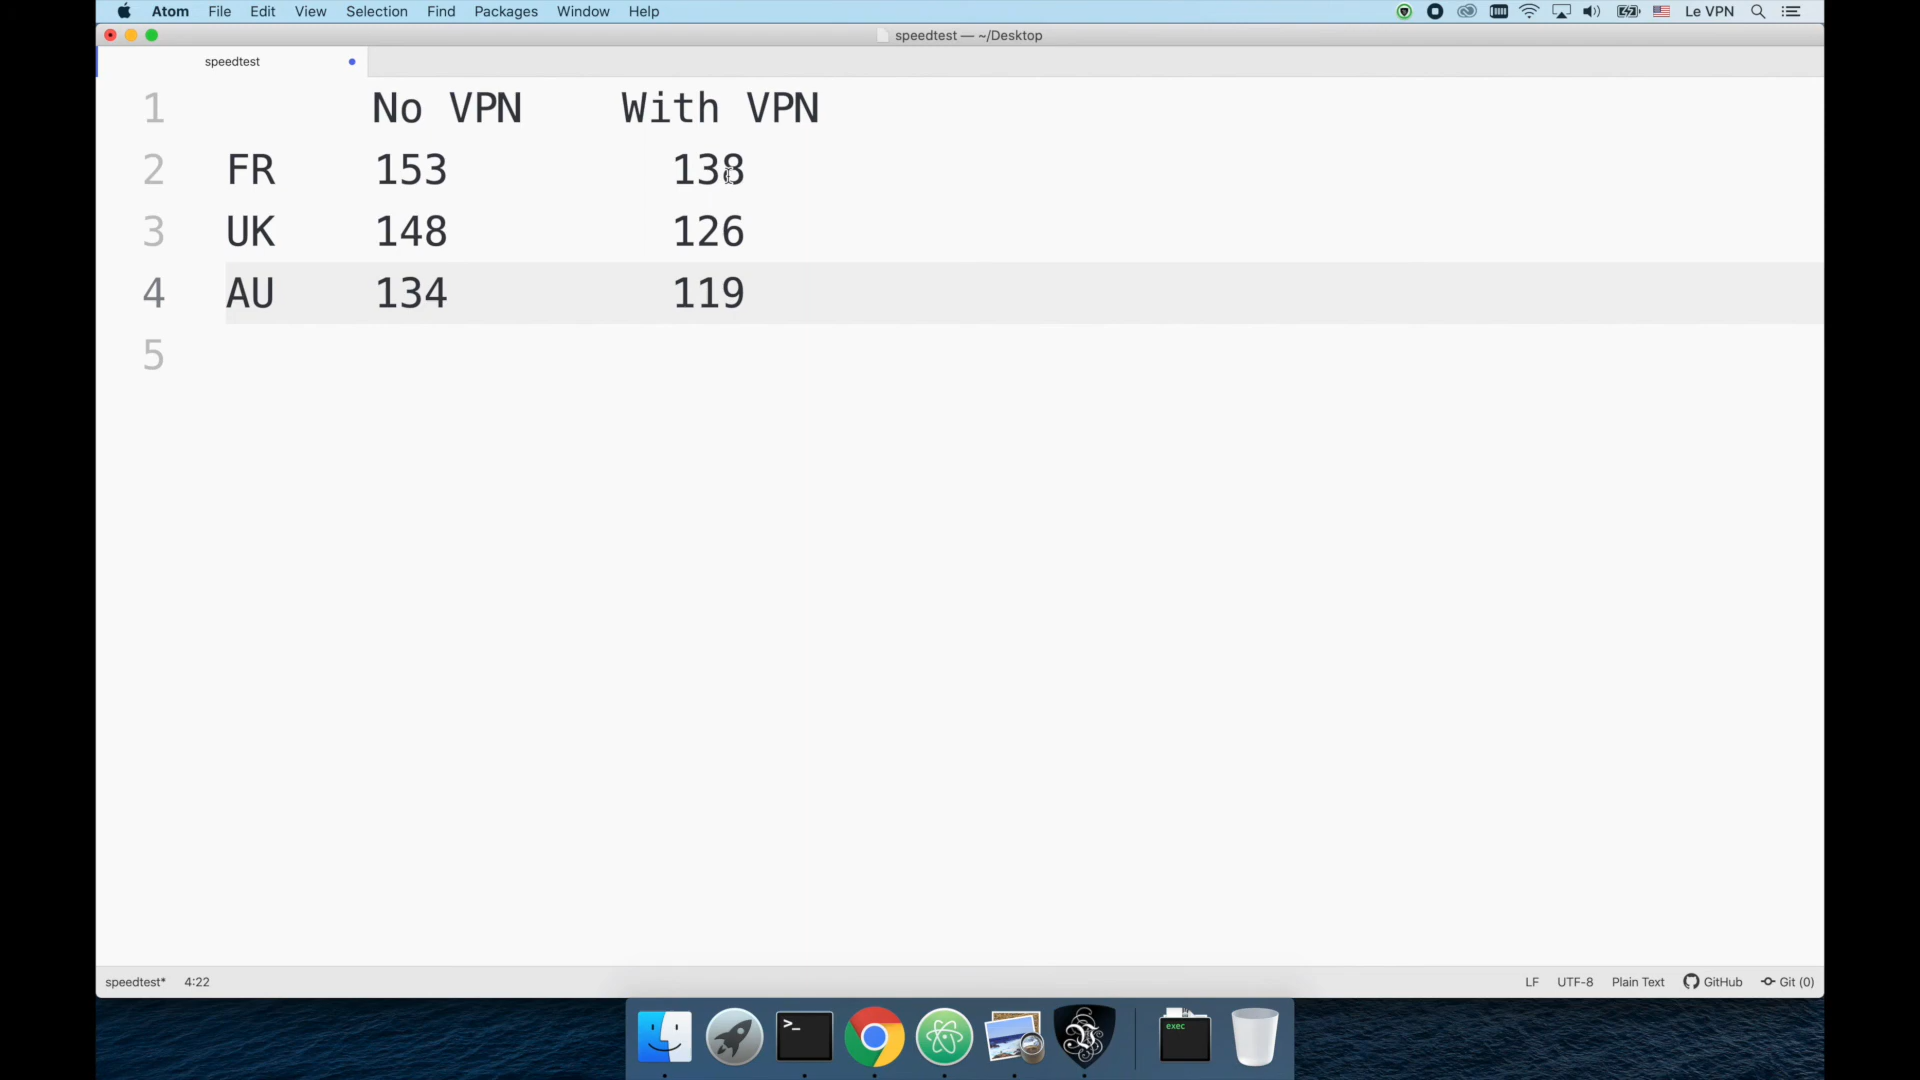 Atom File Edit View Selection Find Packages Window Help Le VPN
speedtest — ~/Desktop
speedtest
1 No VPN With VPN
2 FR 153 138
3 UK 148 126
4 AU 134 119
5
speedtest* 4:22 LF UTF-8 Plain Text GitHub Git (0)
>_
exec